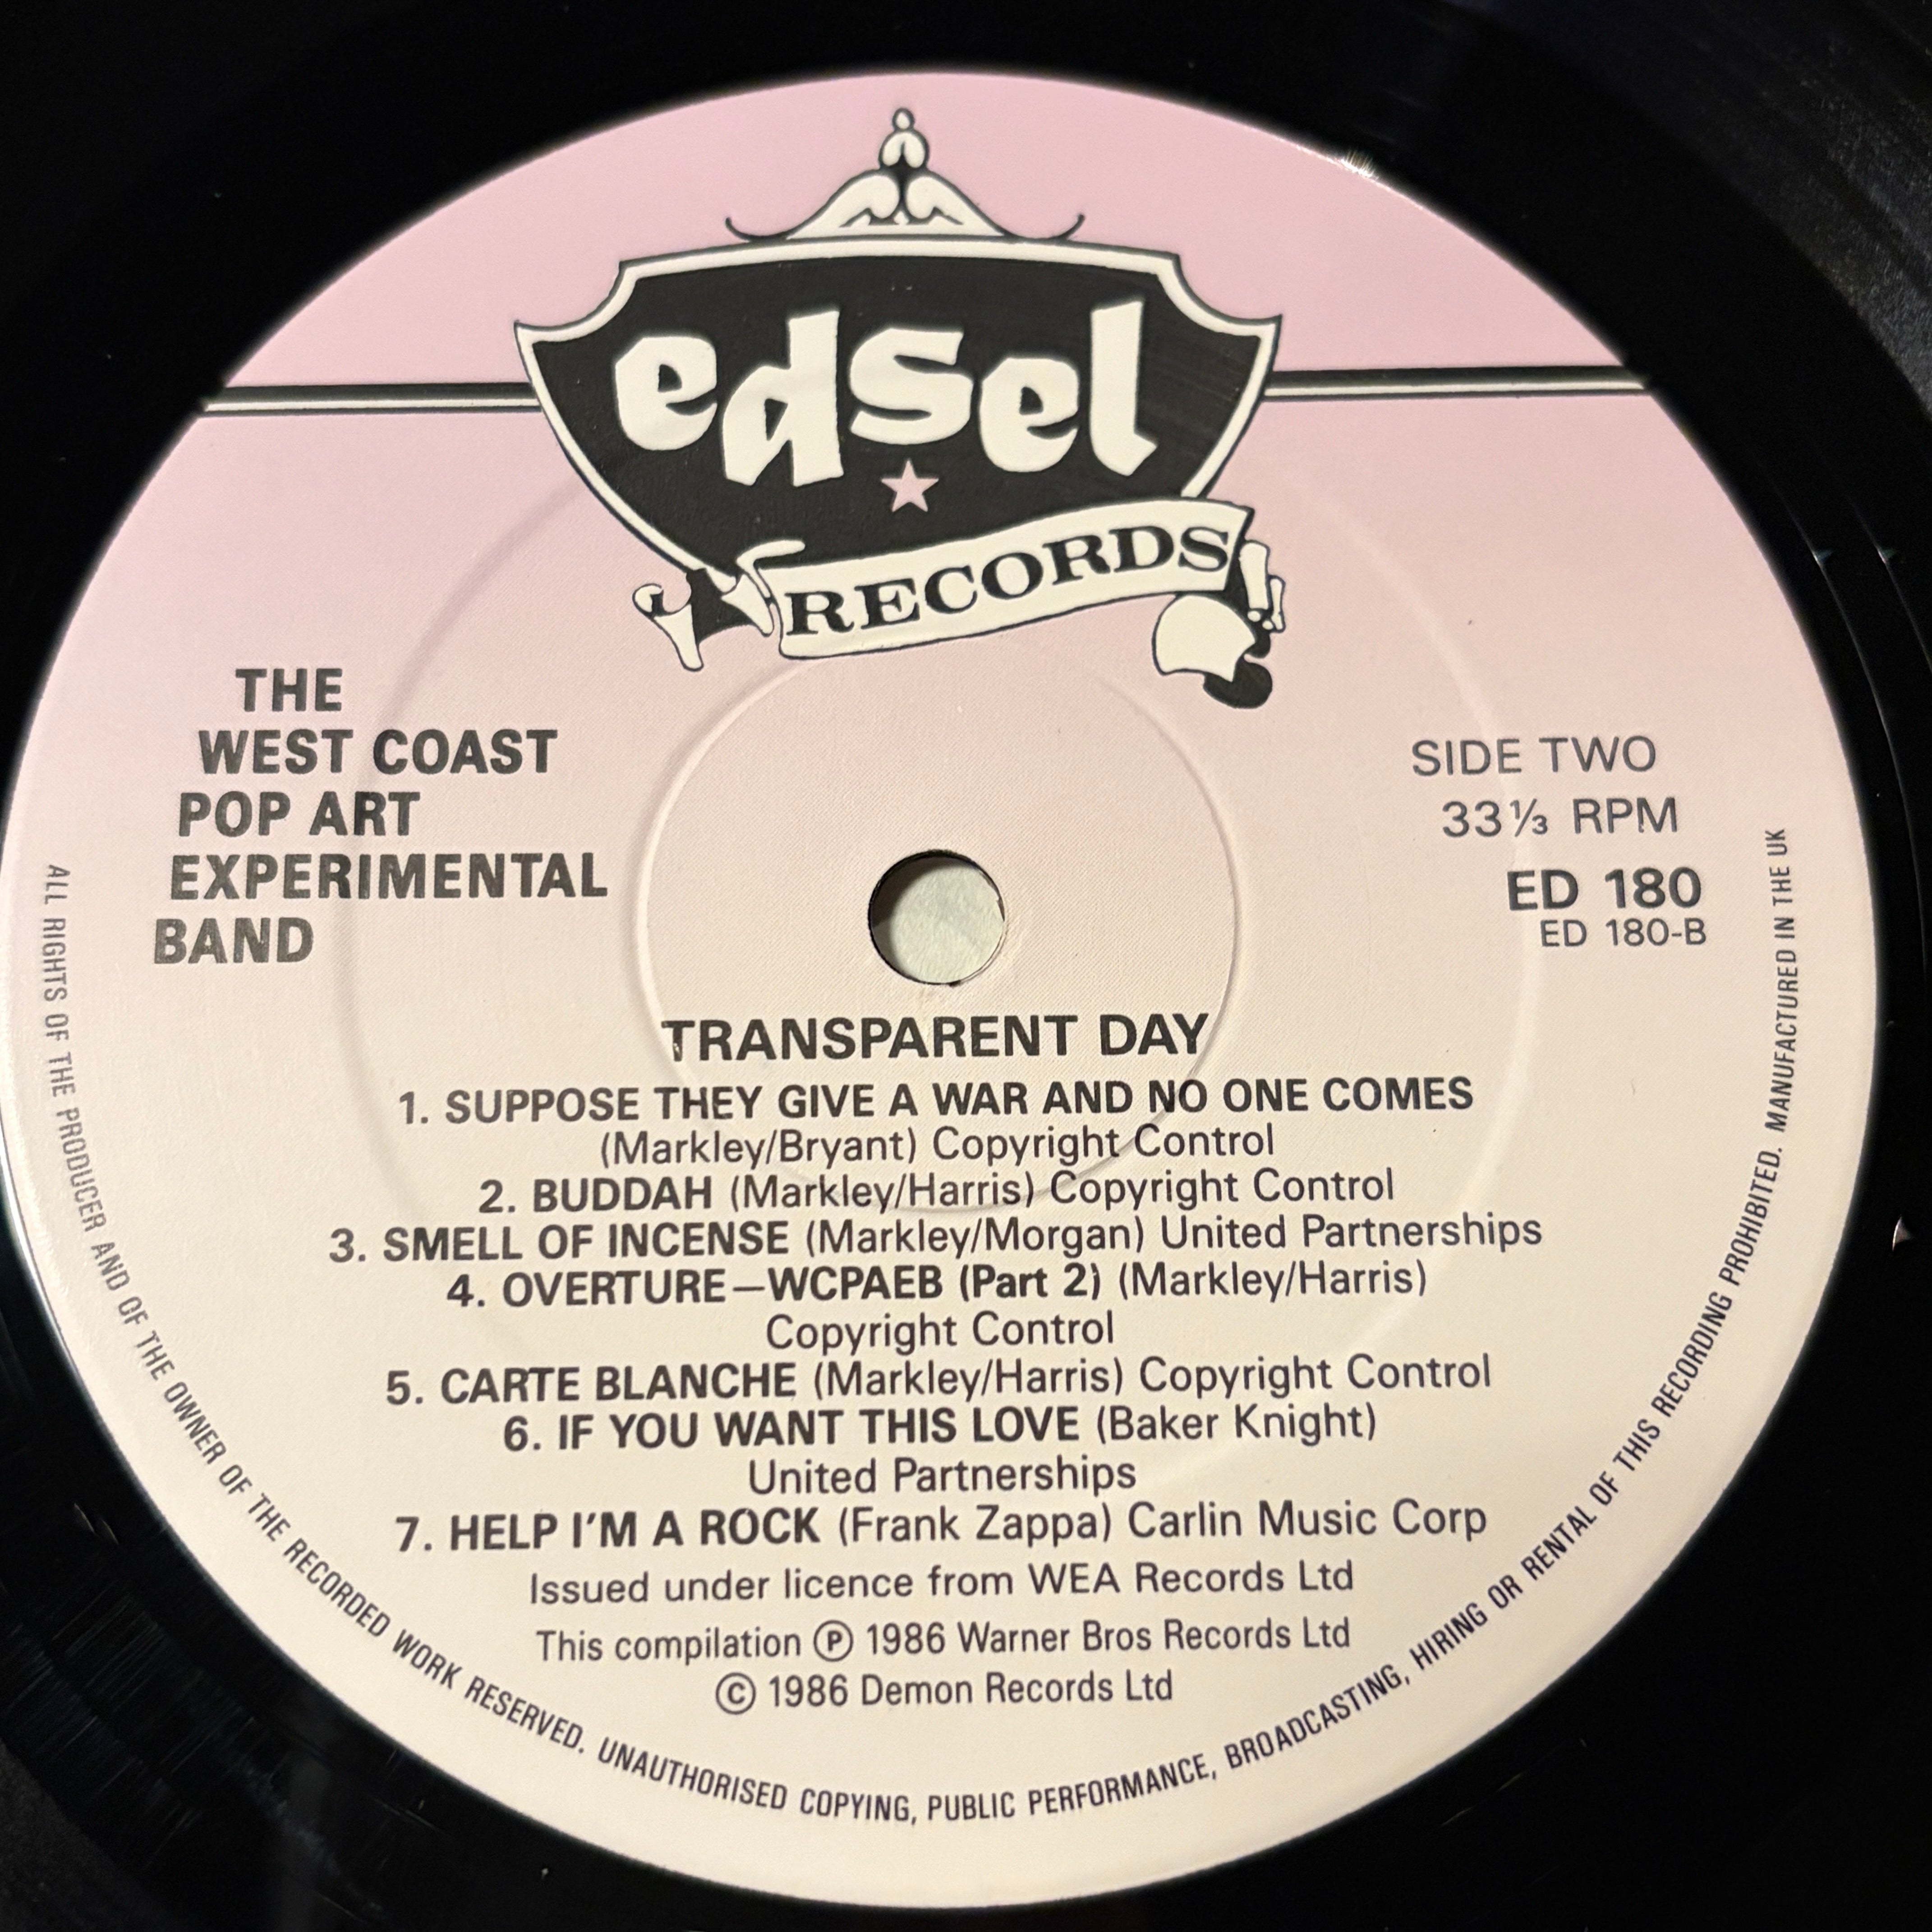 edsel
RECORDS
THE
WEST COAST
POP ART
EXPERIMENTAL
BAND
SIDE TWO
33⅓ RPM
ED 180
ED 180-B
TRANSPARENT DAY
1. SUPPOSE THEY GIVE A WAR AND NO ONE COMES
(Markley/Bryant) Copyright Control
2. BUDDAH (Markley/Harris) Copyright Control
3. SMELL OF INCENSE (Markley/Morgan) United Partnerships
4. OVERTURE—WCPAEB (Part 2) (Markley/Harris)
Copyright Control
5. CARTE BLANCHE (Markley/Harris) Copyright Control
6. IF YOU WANT THIS LOVE (Baker Knight)
United Partnerships
7. HELP I'M A ROCK (Frank Zappa) Carlin Music Corp
Issued under licence from WEA Records Ltd
This compilation Ⓟ 1986 Warner Bros Records Ltd
© 1986 Demon Records Ltd
ALL RIGHTS OF THE PRODUCER AND OF THE OWNER OF THE RECORDED WORK RESERVED. UNAUTHORISED COPYING, PUBLIC PERFORMANCE, BROADCASTING, HIRING OR RENTAL OF THIS RECORDING PROHIBITED. MANUFACTURED IN THE UK